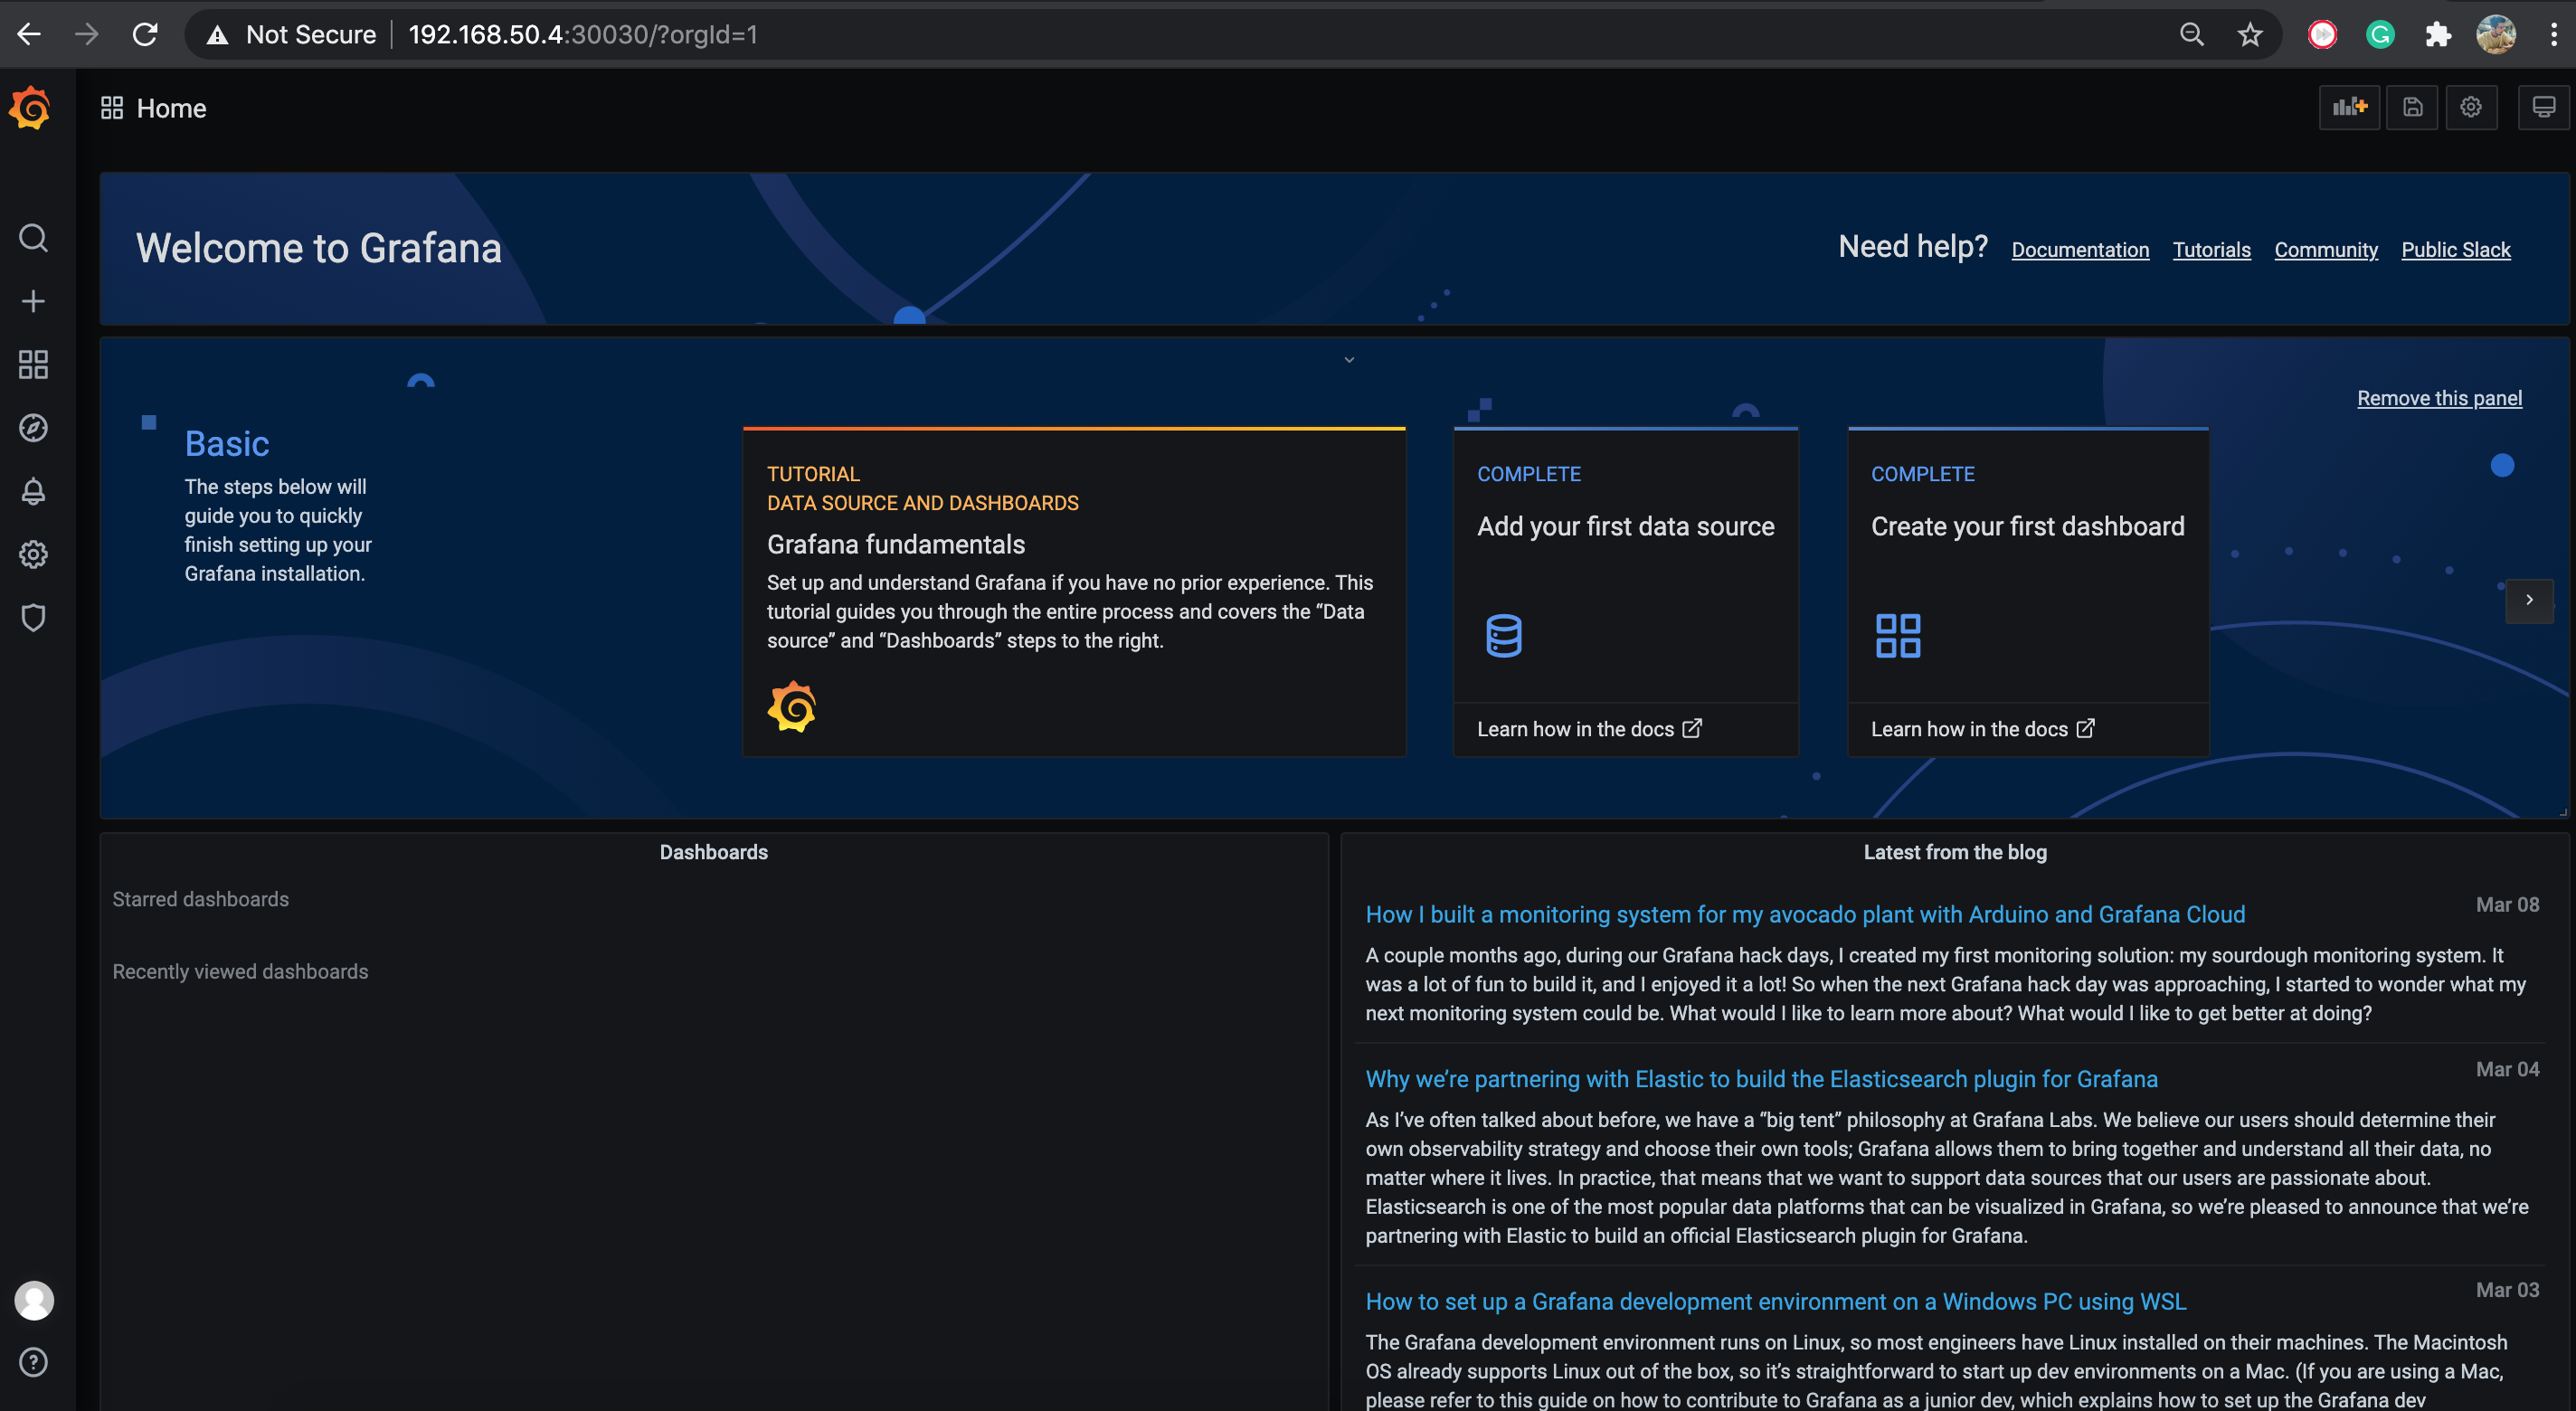 Not Secure
192.168.50.4:30030/?orgId=1
Home
Welcome to Grafana
Need help? Documentation Tutorials Community Public Slack
Remove this panel
Basic
The steps below will
guide you to quickly
finish setting up your
Grafana installation.
TUTORIAL
DATA SOURCE AND DASHBOARDS
Grafana fundamentals
Set up and understand Grafana if you have no prior experience. This
tutorial guides you through the entire process and covers the “Data
source” and “Dashboards” steps to the right.
COMPLETE
Add your first data source
Learn how in the docs
COMPLETE
Create your first dashboard
Learn how in the docs
Dashboards
Starred dashboards
Recently viewed dashboards
Latest from the blog
How I built a monitoring system for my avocado plant with Arduino and Grafana Cloud
Mar 08
A couple months ago, during our Grafana hack days, I created my first monitoring solution: my sourdough monitoring system. It
was a lot of fun to build it, and I enjoyed it a lot! So when the next Grafana hack day was approaching, I started to wonder what my
next monitoring system could be. What would I like to learn more about? What would I like to get better at doing?
Why we’re partnering with Elastic to build the Elasticsearch plugin for Grafana
Mar 04
As I’ve often talked about before, we have a “big tent” philosophy at Grafana Labs. We believe our users should determine their
own observability strategy and choose their own tools; Grafana allows them to bring together and understand all their data, no
matter where it lives. In practice, that means that we want to support data sources that our users are passionate about.
Elasticsearch is one of the most popular data platforms that can be visualized in Grafana, so we’re pleased to announce that we’re
partnering with Elastic to build an official Elasticsearch plugin for Grafana.
How to set up a Grafana development environment on a Windows PC using WSL
Mar 03
The Grafana development environment runs on Linux, so most engineers have Linux installed on their machines. The Macintosh
OS already supports Linux out of the box, so it’s straightforward to start up dev environments on a Mac. (If you are using a Mac,
please refer to this guide on how to contribute to Grafana as a junior dev, which explains how to set up the Grafana dev